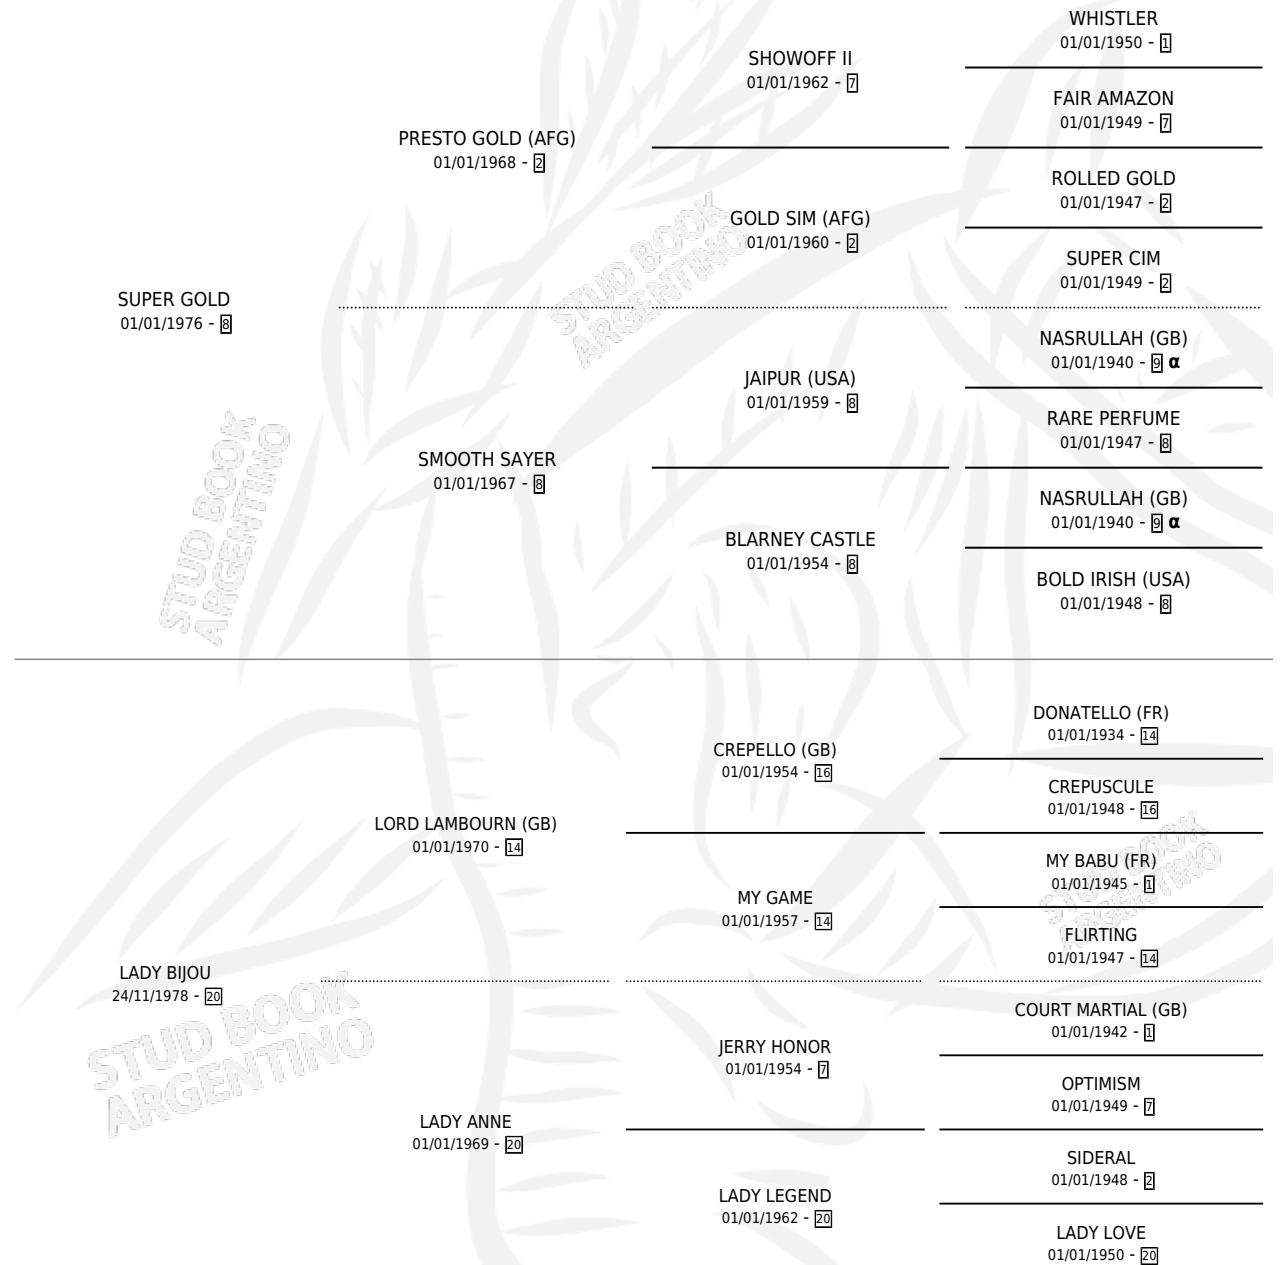 WHISTLER
01/01/1950 - 1
SHOWOFF II
01/01/1962 - 7
FAIR AMAZON
01/01/1949 - 7
PRESTO GOLD (AFG)
01/01/1968 - 2
ROLLED GOLD
01/01/1947 - 2
GOLD SIM (AFG)
01/01/1960 - 2
SUPER CIM
01/01/1949 - 2
SUPER GOLD
01/01/1976 - 8
NASRULLAH (GB)
01/01/1940 - 9 α
JAIPUR (USA)
01/01/1959 - 8
RARE PERFUME
01/01/1947 - 8
SMOOTH SAYER
01/01/1967 - 8
NASRULLAH (GB)
01/01/1940 - 9 α
BLARNEY CASTLE
01/01/1954 - 8
BOLD IRISH (USA)
01/01/1948 - 8
DONATELLO (FR)
01/01/1934 - 14
CREPELLO (GB)
01/01/1954 - 16
CREPUSCULE
01/01/1948 - 16
LORD LAMBOURN (GB)
01/01/1970 - 14
MY BABU (FR)
01/01/1945 - 1
MY GAME
01/01/1957 - 14
FLIRTING
01/01/1947 - 14
LADY BIJOU
24/11/1978 - 20
COURT MARTIAL (GB)
01/01/1942 - 1
JERRY HONOR
01/01/1954 - 7
OPTIMISM
01/01/1949 - 7
LADY ANNE
01/01/1969 - 20
SIDERAL
01/01/1948 - 2
LADY LEGEND
01/01/1962 - 20
LADY LOVE
01/01/1950 - 20
STUD BOOK
ARGENTINO
STUD BOOK
ARGENTINO
STUD BOOK
ARGENTINO
STUD BOOK
ARGENTINO